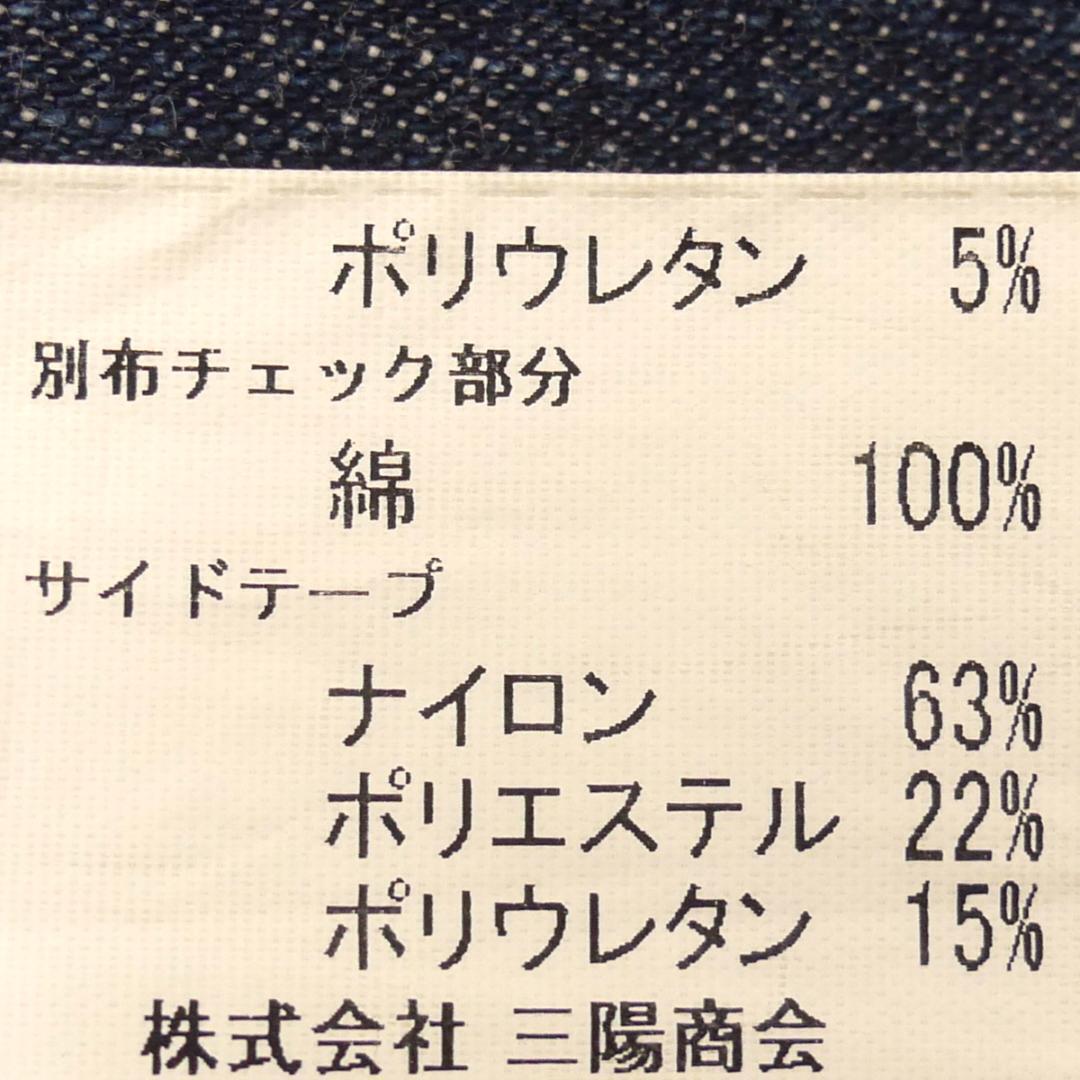 ポリウレタン 5%
別布チェック部分
綿 100%
サイドテープ
ナイロン 63%
ポリエステル 22%
ポリウレタン 15%
株式会社 三陽商会